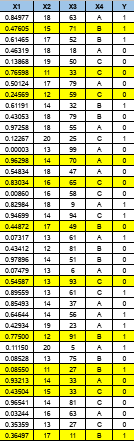 X1 X2 X3 X4 Y
0.84977 18 63 A 1
0.47605 15 71 B 1
0.61465 17 52 B 1
0.46319 18 18 A 0
0.13868 19 50 C 0
0.76598 11 33 C 0
0.50124 17 79 A 0
0.24669 12 59 C 0
0.61191 14 32 B 1
0.43053 18 79 B 0
0.97258 18 55 A 0
0.12267 20 25 C 1
0.00003 13 99 A 0
0.96298 14 70 A 0
0.54834 18 47 A 0
0.83034 16 65 C 0
0.00860 16 58 C 0
0.82984 18 9 A 1
0.94699 14 94 C 1
0.44872 17 49 B 0
0.07317 13 61 A 1
0.43412 12 81 B 0
0.97896 14 51 B 0
0.07479 13 6 A 0
0.54587 13 93 C 0
0.89559 13 61 C 1
0.85493 14 37 A 0
0.64644 14 56 A 1
0.42934 19 23 A 1
0.77500 12 91 B 1
0.11150 20 5 A 1
0.08528 13 75 B 0
0.08550 11 27 B 1
0.93213 14 33 A 0
0.43504 15 33 C 0
0.96541 14 81 C 0
0.03244 16 63 A 0
0.35359 13 27 C 0
0.36497 17 11 B 1